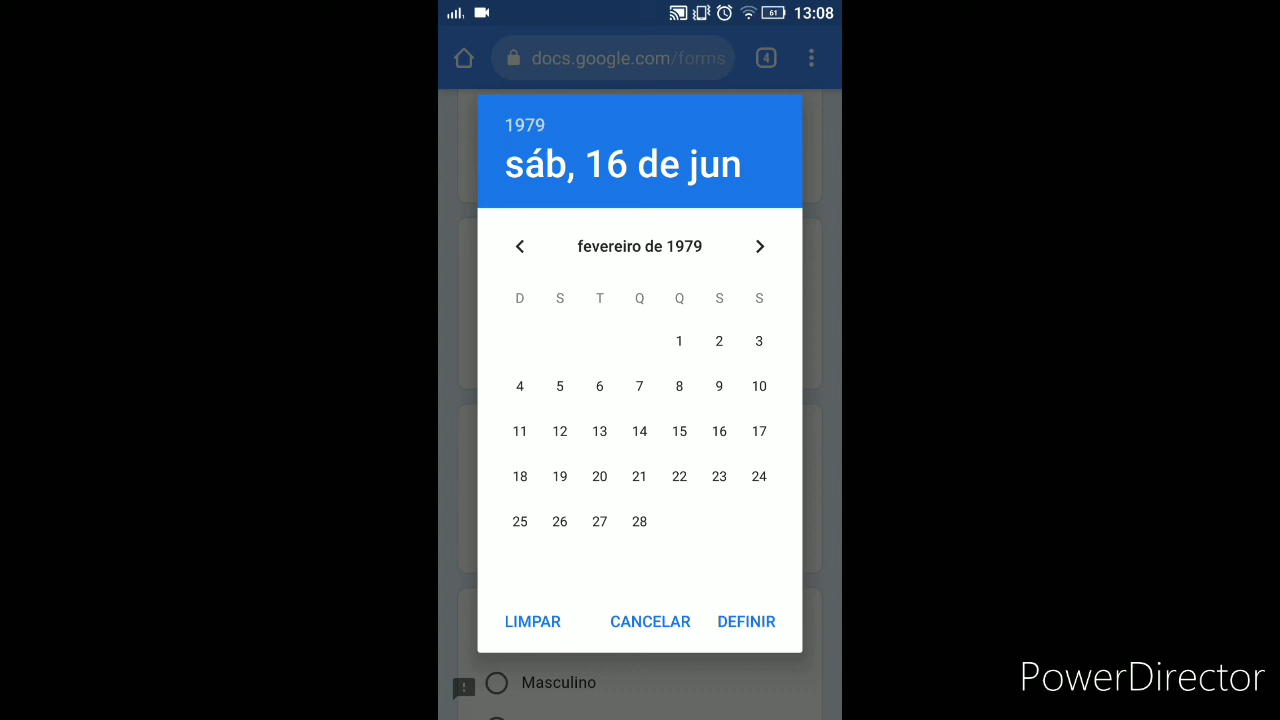 61 13:08
docs.google.com/forms 4
1979
sáb, 16 de jun
fevereiro de 1979
D S T Q Q S S
1 2 3
4 5 6 7 8 9 10
11 12 13 14 15 16 17
18 19 20 21 22 23 24
25 26 27 28
LIMPAR CANCELAR DEFINIR
Masculino
PowerDirector